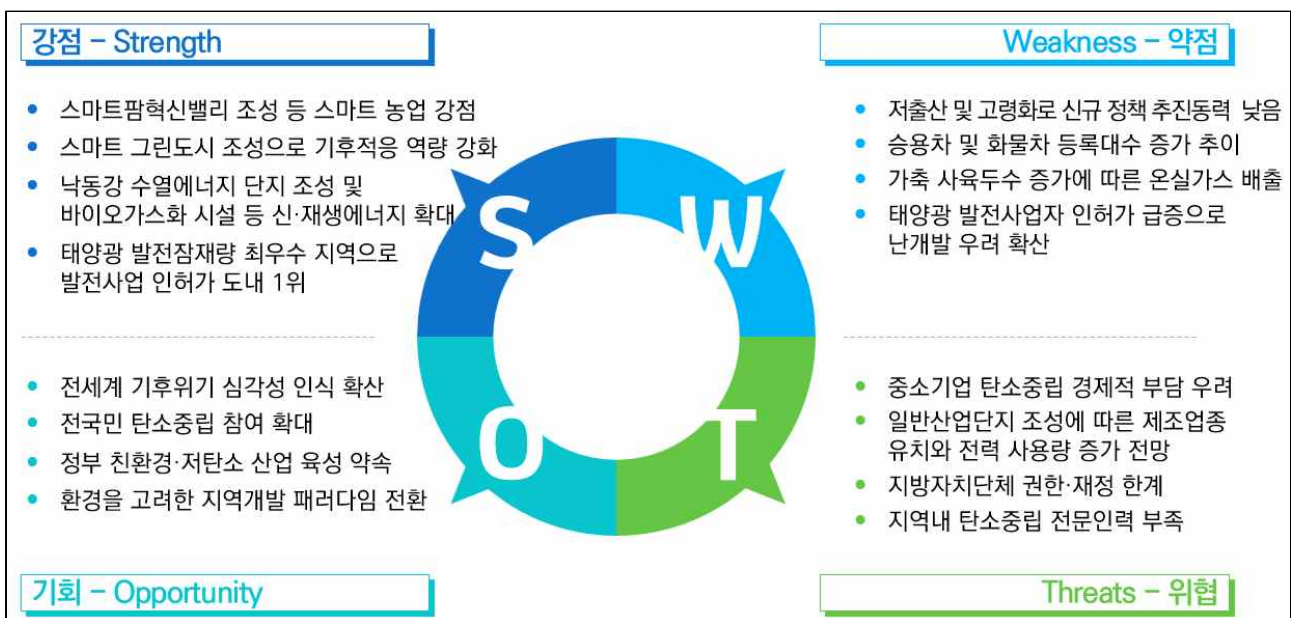 강점 – Strength
• 스마트팜혁신밸리 조성 등 스마트 농업 강점
• 스마트 그린도시 조성으로 기후적응 역량 강화
• 낙동강 수열에너지 단지 조성 및
바이오가스화 시설 등 신·재생에너지 확대
• 태양광 발전잠재량 최우수 지역으로
발전사업 인허가 도내 1위
Weakness – 약점
• 저출산 및 고령화로 신규 정책 추진동력 낮음
• 승용차 및 화물차 등록대수 증가 추이
• 가축 사육두수 증가에 따른 온실가스 배출
• 태양광 발전사업자 인허가 급증으로
난개발 우려 확산
S
W
O
T
• 전세계 기후위기 심각성 인식 확산
• 전국민 탄소중립 참여 확대
• 정부 친환경·저탄소 산업 육성 약속
• 환경을 고려한 지역개발 패러다임 전환
기회 – Opportunity
• 중소기업 탄소중립 경제적 부담 우려
• 일반산업단지 조성에 따른 제조업종
유치와 전력 사용량 증가 전망
• 지방자치단체 권한·재정 한계
• 지역내 탄소중립 전문인력 부족
Threats – 위협